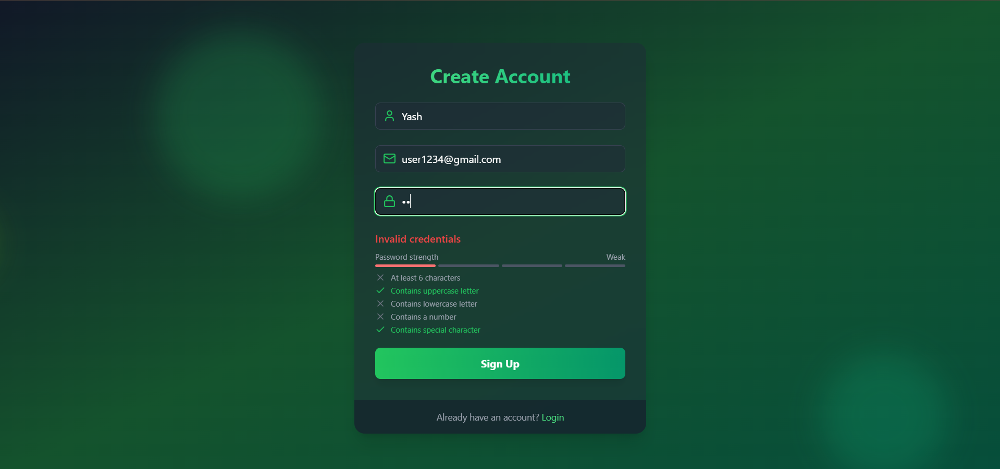 Create Account
Yash
user1234@gmail.com
••
Invalid credentials
Password strength Weak
At least 6 characters
Contains uppercase letter
Contains lowercase letter
Contains a number
Contains special character
Sign Up
Already have an account? Login